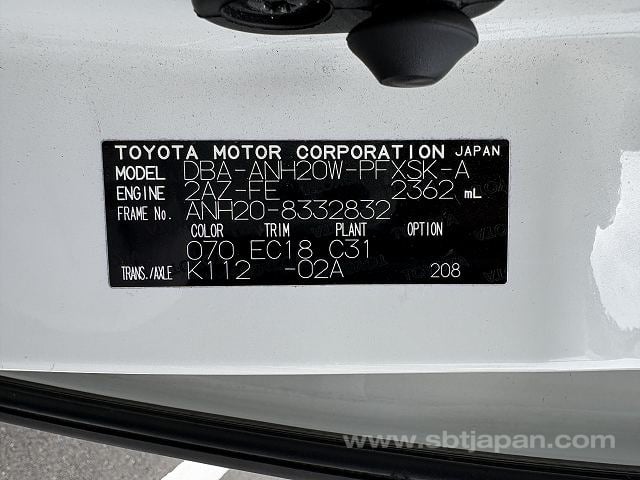 TOYOTA MOTOR CORPORATION JAPAN
MODEL DBA-ANH20W-PFXSK-A
ENGINE 2AZ-FE 2362 mL
FRAME No. ANH20-8332832
COLOR TRIM PLANT OPTION
070 EC18 C31
TRANS./AXLE K112 -02A 208
www.sbtjapan.com